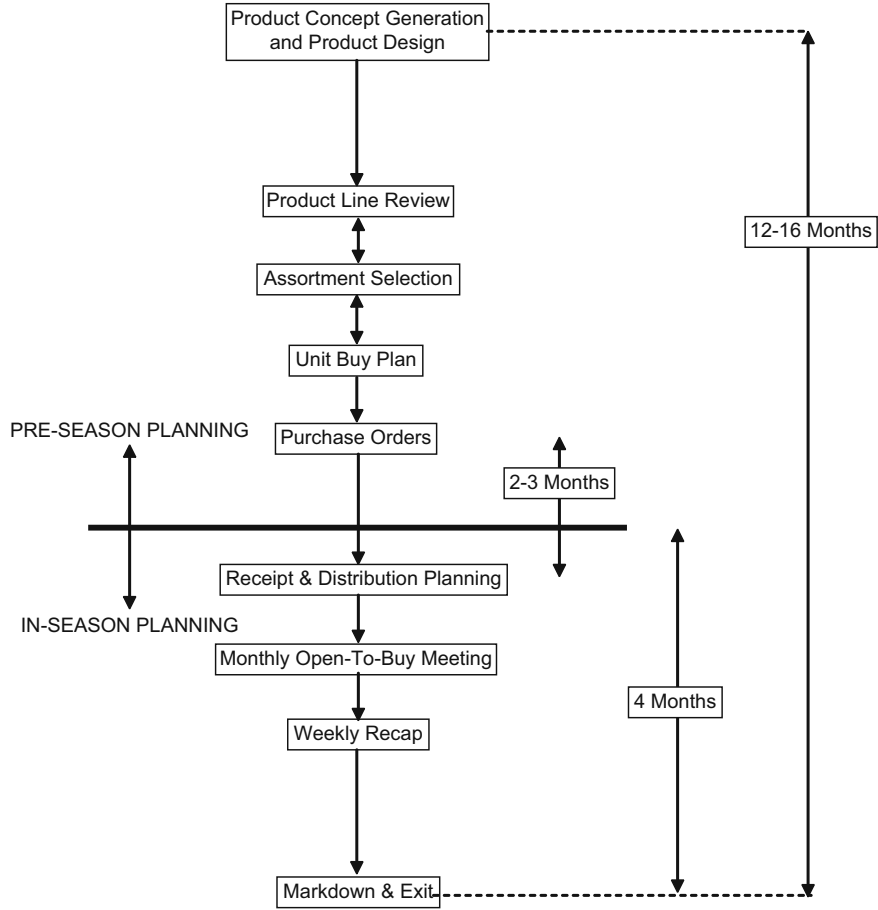 Product Concept Generation
and Product Design
Product Line Review
12-16 Months
Assortment Selection
Unit Buy Plan
PRE-SEASON PLANNING
Purchase Orders
2-3 Months
Receipt & Distribution Planning
IN-SEASON PLANNING
Monthly Open-To-Buy Meeting
4 Months
Weekly Recap
Markdown & Exit